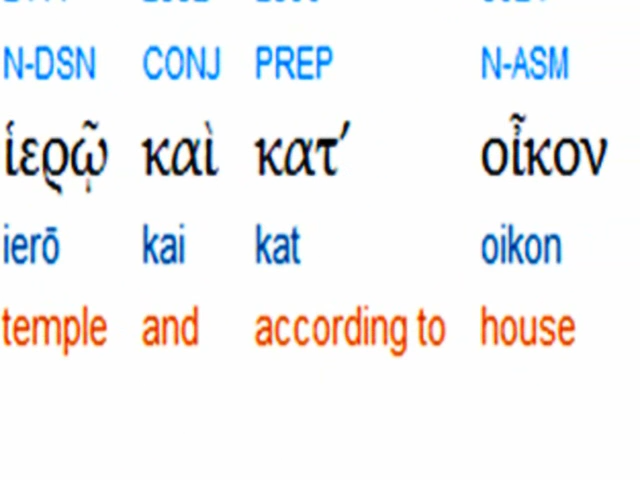 N-DSN CONJ PREP N-ASM
ἱερῷ καὶ κατ’ οἶκον
ierō kai kat oikon
temple and according to house